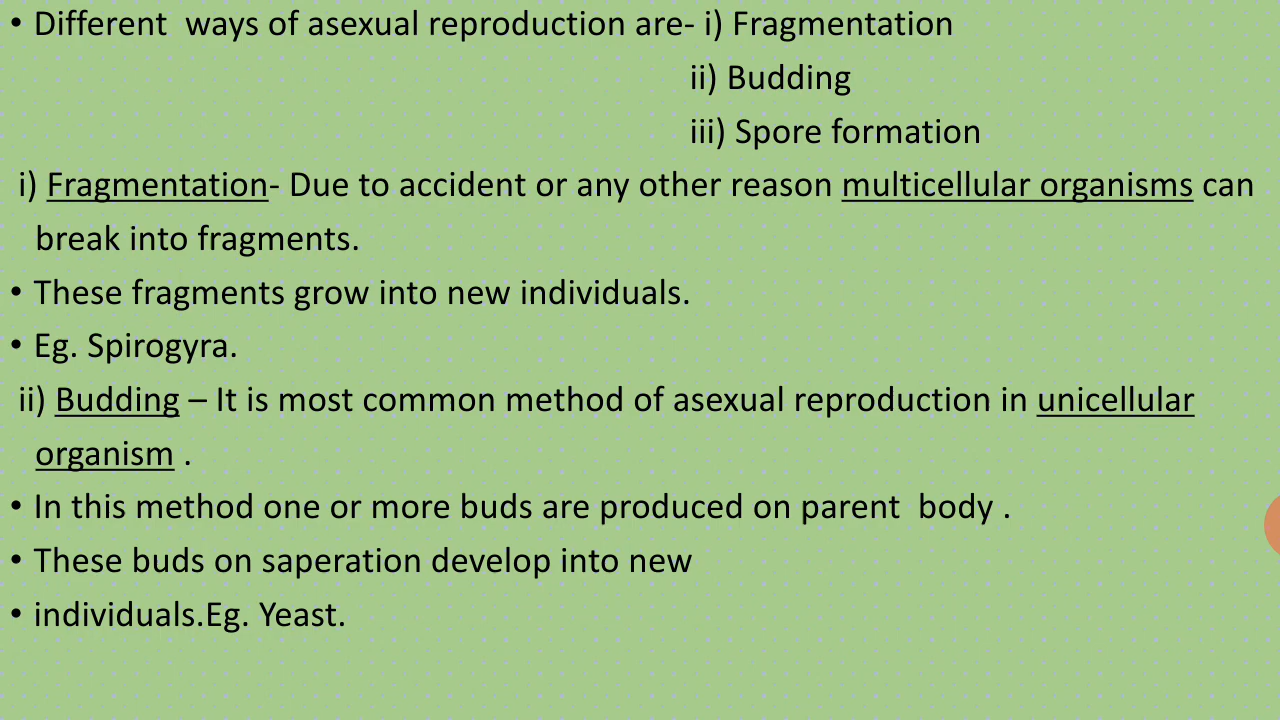 • Different  ways of asexual reproduction are- i) Fragmentation
ii) Budding
iii) Spore formation
i) Fragmentation- Due to accident or any other reason multicellular organisms can
break into fragments.
• These fragments grow into new individuals.
• Eg. Spirogyra.
ii) Budding – It is most common method of asexual reproduction in unicellular
organism .
• In this method one or more buds are produced on parent  body .
• These buds on saperation develop into new
• individuals.Eg. Yeast.